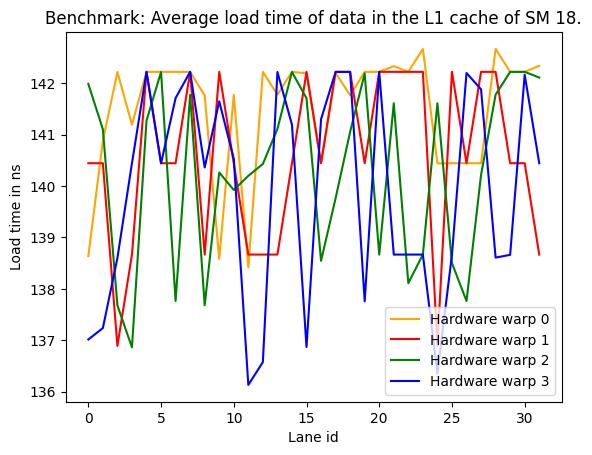 Benchmark: Average load time of data in the L1 cache of SM 18.
142
141
140
139
138
137
136
Load time in ns
Hardware warp 0
Hardware warp 1
Hardware warp 2
Hardware warp 3
0 5 10 15 20 25 30
Lane id